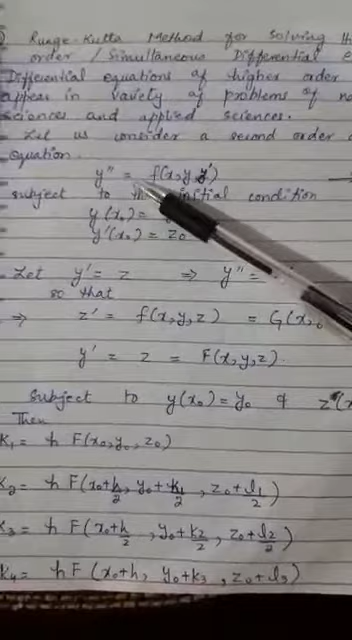 Runge-Kutta Method for Solving
order / Simultaneous Differential
Differential equations of higher order
appear in vaiely of problems of
sciences and applied sciences.
Let us consider a second order
equation.
y'' = f(x, y, y')
subject to initial condition
y(x₀) =
y'(x₀) = z₀
Let y' = z ⇒ y'' =
so that
⇒ z' = f(x, y, z) = G(x,
y' = z = F(x, y, z).
Subject to y(x₀) = y₀ & z
Then
K₁ = h F(x₀, y₀, z₀)
K₂ = h F(x₀+h/2, y₀+k₁/2, z₀+l₁/2)
K₃ = h F(x₀+h/2, y₀+k₂/2, z₀+l₂/2)
K₄ = h F(x₀+h, y₀+k₃, z₀+l₃)